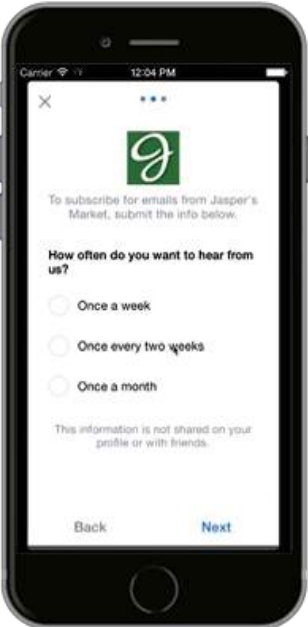 Carrier
12:04 PM
To subscribe for emails from Jasper's
Market, submit the info below.
How often do you want to hear from
us?
Once a week
Once every two weeks
Once a month
This information is not shared on your
profile or with friends.
Back
Next